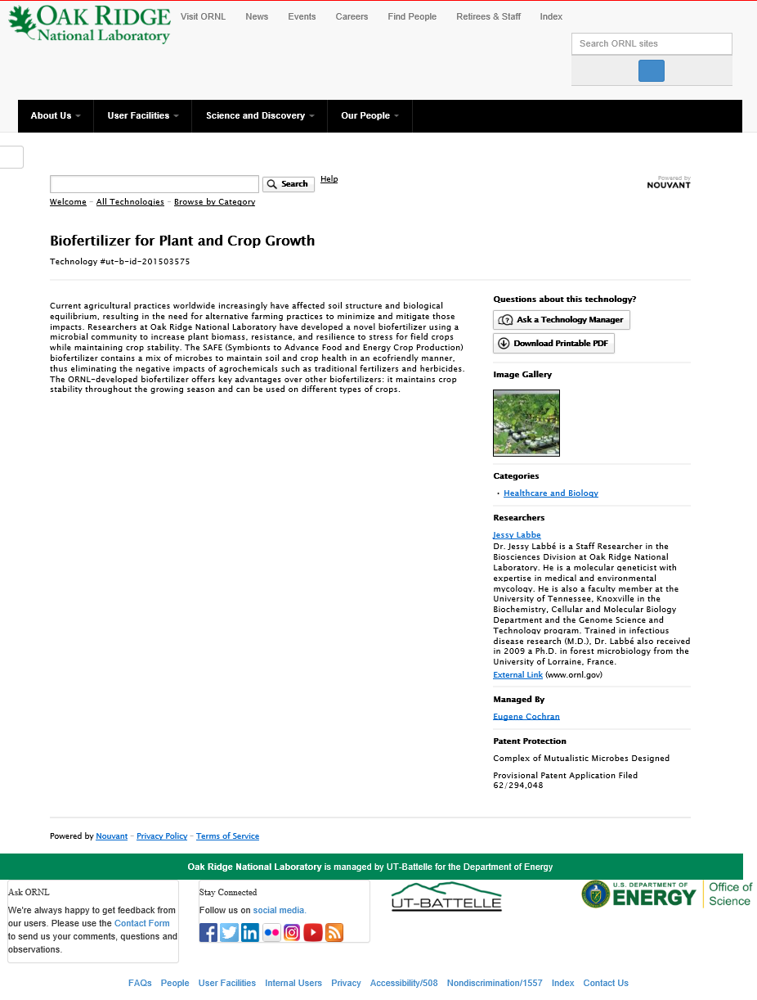 OAK RIDGE
National Laboratory
Visit ORNL News Events Careers Find People Retirees & Staff Index
Search ORNL sites
About Us User Facilities Science and Discovery Our People
Search Help
Powered by
NOUVANT
Welcome - All Technologies - Browse by Category
Biofertilizer for Plant and Crop Growth
Technology #ut-b-id-201503575
Current agricultural practices worldwide increasingly have affected soil structure and biological
equilibrium, resulting in the need for alternative farming practices to minimize and mitigate those
impacts. Researchers at Oak Ridge National Laboratory have developed a novel biofertilizer using a
microbial community to increase plant biomass, resistance, and resilience to stress for field crops
while maintaining crop stability. The SAFE (Symbionts to Advance Food and Energy Crop Production)
biofertilizer contains a mix of microbes to maintain soil and crop health in an ecofriendly manner,
thus eliminating the negative impacts of agrochemicals such as traditional fertilizers and herbicides.
The ORNL-developed biofertilizer offers key advantages over other biofertilizers: it maintains crop
stability throughout the growing season and can be used on different types of crops.
Questions about this technology?
Ask a Technology Manager
Download Printable PDF
Image Gallery
Categories
• Healthcare and Biology
Researchers
Jessy Labbe
Dr. Jessy Labbé is a Staff Researcher in the
Biosciences Division at Oak Ridge National
Laboratory. He is a molecular geneticist with
expertise in medical and environmental
mycology. He is also a faculty member at the
University of Tennessee, Knoxville in the
Biochemistry, Cellular and Molecular Biology
Department and the Genome Science and
Technology program. Trained in infectious
disease research (M.D.), Dr. Labbé also received
in 2009 a Ph.D. in forest microbiology from the
University of Lorraine, France.
External Link (www.ornl.gov)
Managed By
Eugene Cochran
Patent Protection
Complex of Mutualistic Microbes Designed
Provisional Patent Application Filed
62/294,048
Powered by Nouvant - Privacy Policy - Terms of Service
Oak Ridge National Laboratory is managed by UT-Battelle for the Department of Energy
Ask ORNL
We're always happy to get feedback from
our users. Please use the Contact Form
to send us your comments, questions and
observations.
Stay Connected
Follow us on social media.
UT-BATTELLE
U.S. DEPARTMENT OF
ENERGY
Office of
Science
FAQs People User Facilities Internal Users Privacy Accessibility/508 Nondiscrimination/1557 Index Contact Us